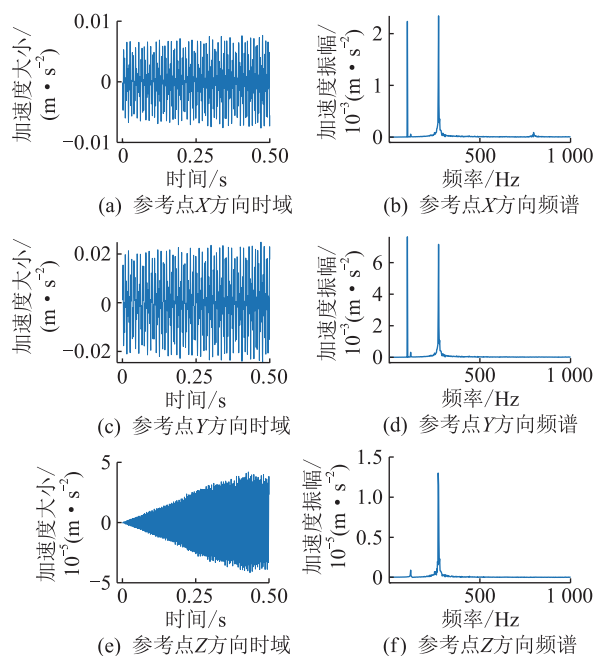 加速度大小/
(m·s⁻²)
0.01
0
−0.01
0
0.25
0.50
时间/s
(a) 参考点X方向时域
加速度振幅/
10⁻³(m·s⁻²)
2
1
0
500
1 000
频率/Hz
(b) 参考点X方向频谱
加速度大小/
(m·s⁻²)
0.02
0
−0.02
0
0.25
0.50
时间/s
(c) 参考点Y方向时域
加速度振幅/
10⁻³(m·s⁻²)
6
4
2
0
500
1 000
频率/Hz
(d) 参考点Y方向频谱
加速度大小/
10⁻⁵(m·s⁻²)
5
0
−5
0
0.25
0.50
时间/s
(e) 参考点Z方向时域
加速度振幅/
10⁻⁵(m·s⁻²)
1.5
1.0
0.5
0
500
1 000
频率/Hz
(f) 参考点Z方向频谱